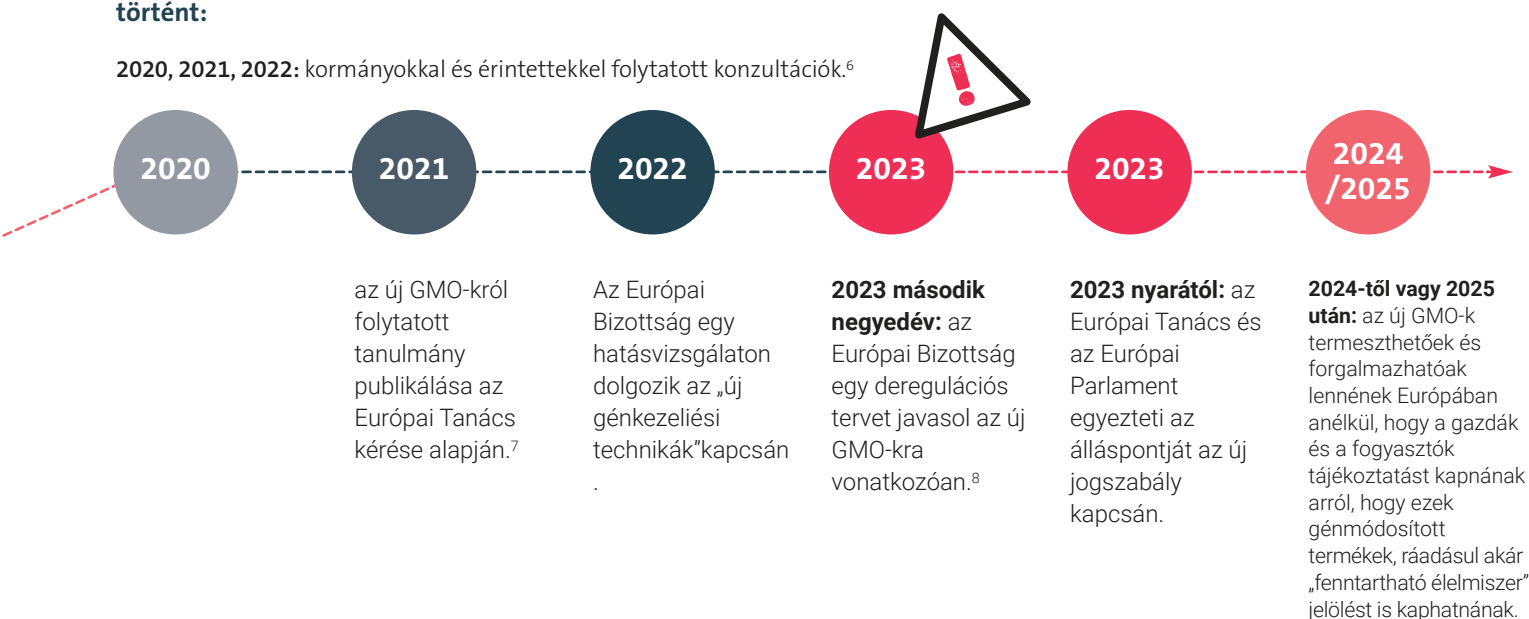 történt:
2020, 2021, 2022: kormányokkal és érintettekkel folytatott konzultációk.⁶
2020
2021
2022
2023
2023
2024
/2025
az új GMO-król
folytatott
tanulmány
publikálása az
Európai Tanács
kérése alapján.⁷
Az Európai
Bizottság egy
hatásvizsgálaton
dolgozik az „új
génkezeliési
technikák”kapcsán
.
2023 második
negyedév: az
Európai Bizottság
egy deregulációs
tervet javasol az új
GMO-kra
vonatkozóan.⁸
2023 nyarától: az
Európai Tanács és
az Európai
Parlament
egyezteti az
álláspontját az új
jogszabály
kapcsán.
2024-től vagy 2025
után: az új GMO-k
termeszthetőek és
forgalmazhatóak
lennének Európában
anélkül, hogy a gazdák
és a fogyasztók
tájékoztatást kapnának
arról, hogy ezek
génmódosított
termékek, ráadásul akár
„fenntartható élelmiszer”
jelölést is kaphatnának.